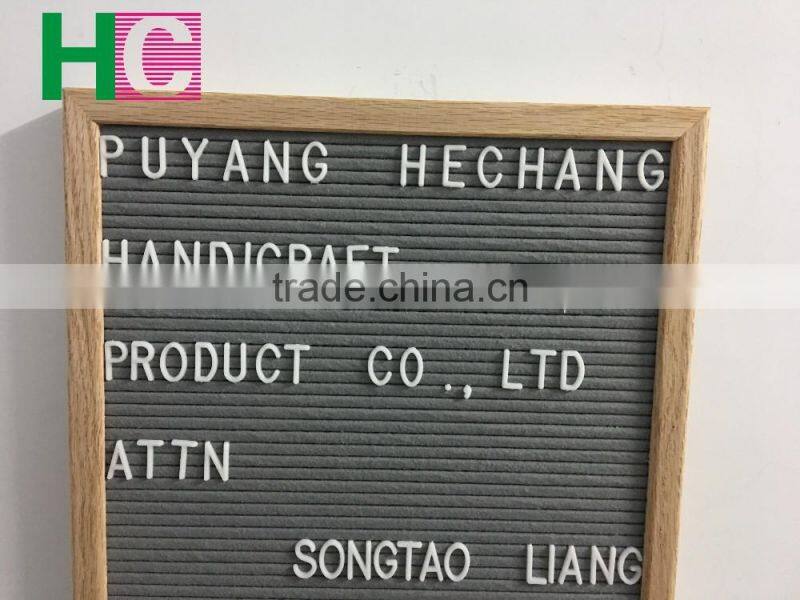 HC
PUYANG HECHANG
HANDICRAFT
trade.china.cn
PRODUCT CO., LTD
ATTN
SONGTAO LIANG